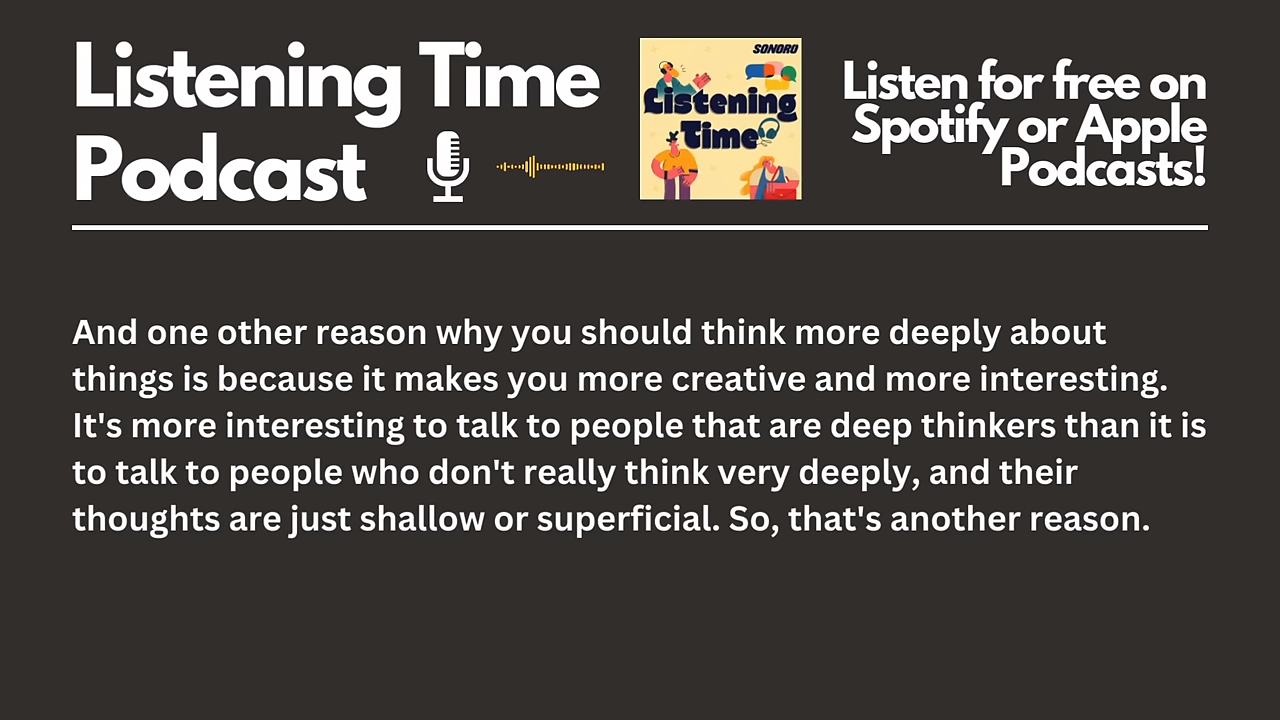 Listening Time
Podcast
SONORO
Listening
Time
Listen for free on
Spotify or Apple
Podcasts!
And one other reason why you should think more deeply about
things is because it makes you more creative and more interesting.
It's more interesting to talk to people that are deep thinkers than it is
to talk to people who don't really think very deeply, and their
thoughts are just shallow or superficial. So, that's another reason.